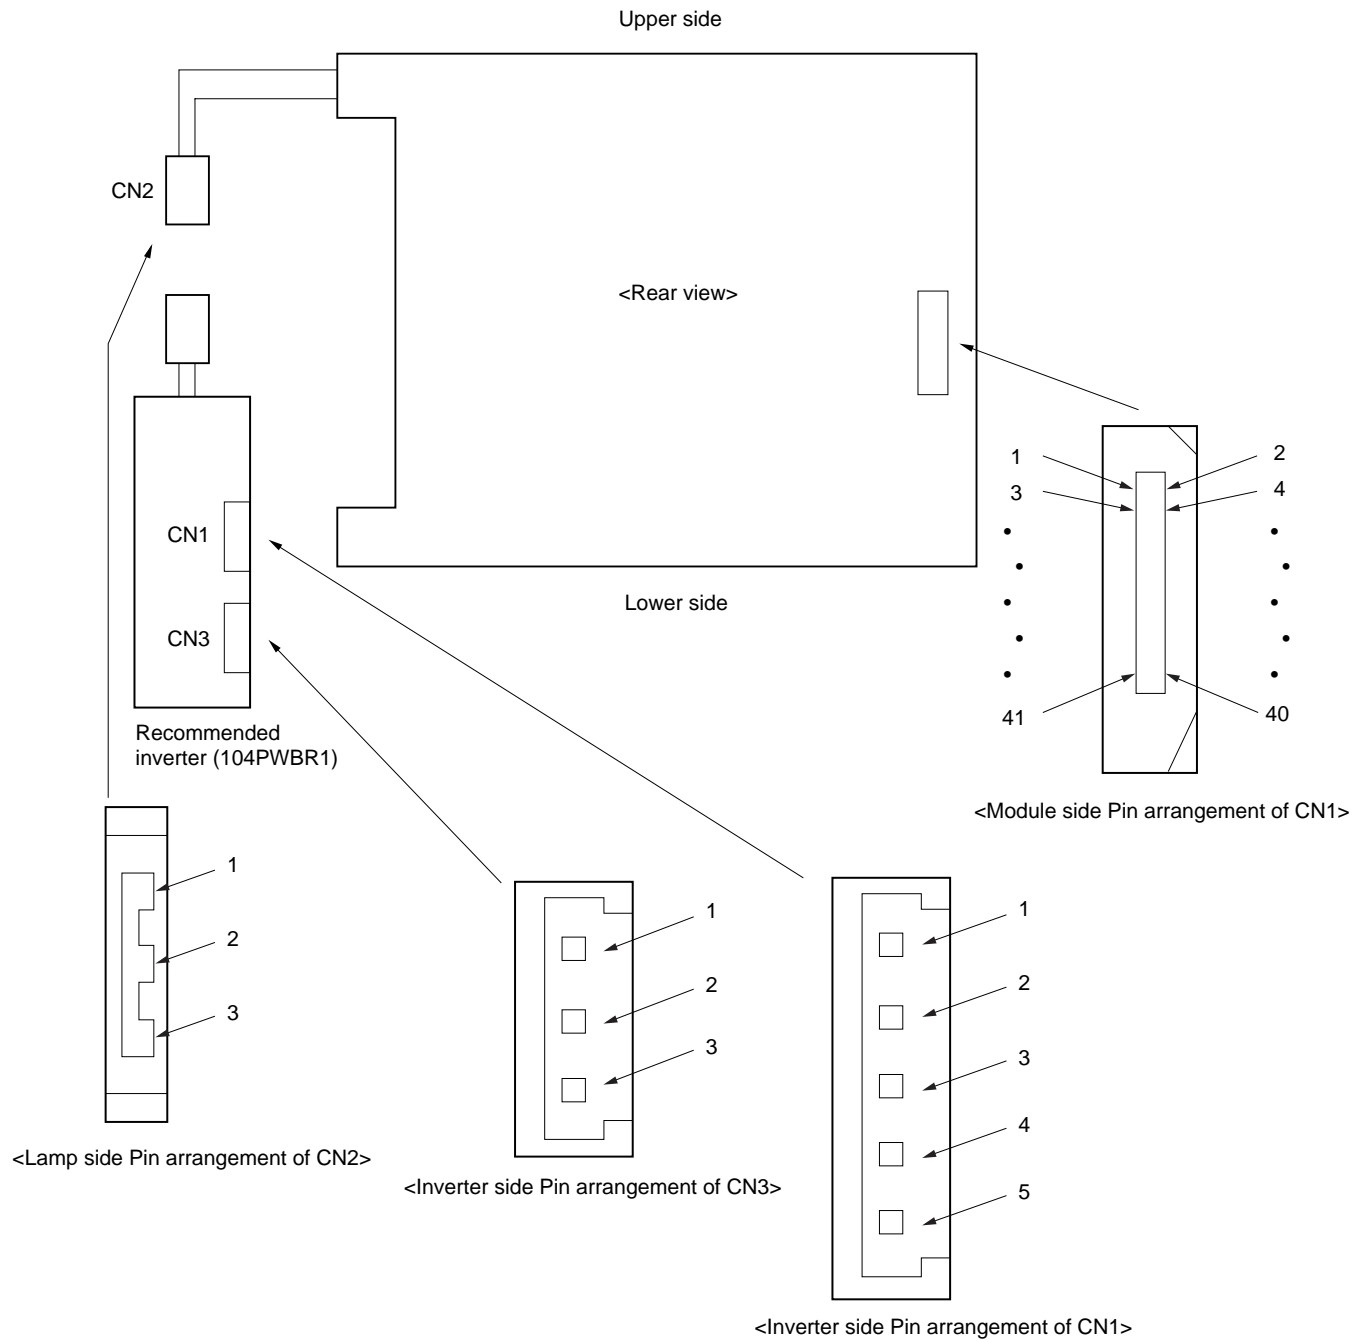 Upper side
CN2
<Rear view>
1
2
3
4
•
•
•
•
•
•
•
•
•
•
41
40
<Module side Pin arrangement of CN1>
CN1
CN3
Lower side
Recommended
inverter (104PWBR1)
1
2
3
<Lamp side Pin arrangement of CN2>
1
2
3
<Inverter side Pin arrangement of CN3>
1
2
3
4
5
<Inverter side Pin arrangement of CN1>